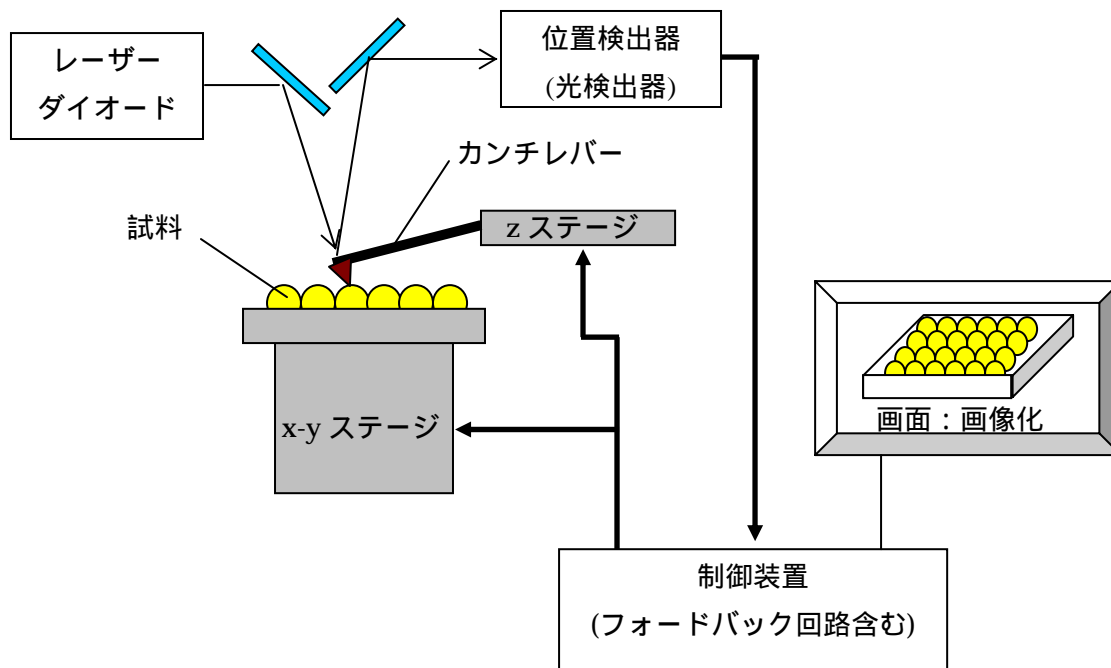 レーザー
ダイオード
位置検出器
(光検出器)
カンチレバー
試料
z ステージ
x-y ステージ
画面：画像化
制御装置
(フォードバック回路含む)